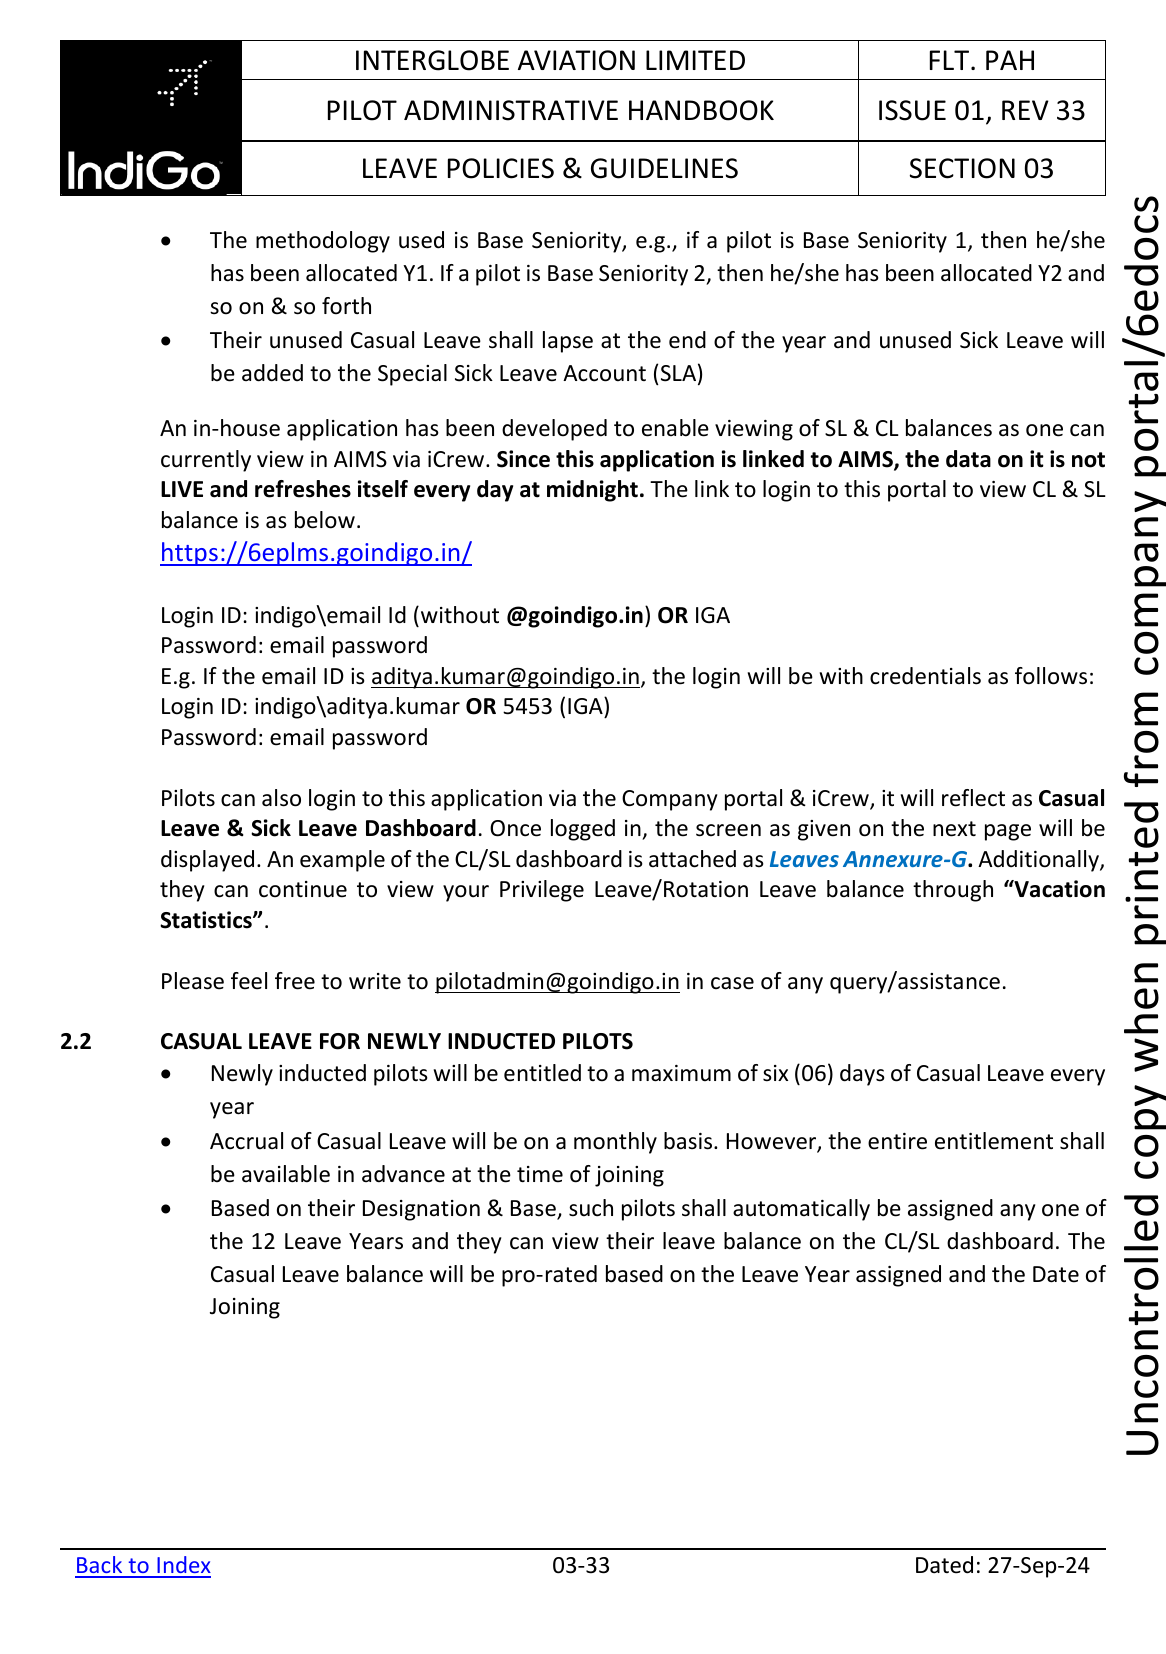 INTERGLOBE AVIATION LIMITED
FLT. PAH
PILOT ADMINISTRATIVE HANDBOOK
ISSUE 01, REV 33
IndiGo
LEAVE POLICIES & GUIDELINES
SECTION 03
• The methodology used is Base Seniority, e.g., if a pilot is Base Seniority 1, then he/she
has been allocated Y1. If a pilot is Base Seniority 2, then he/she has been allocated Y2 and
so on & so forth
• Their unused Casual Leave shall lapse at the end of the year and unused Sick Leave will
be added to the Special Sick Leave Account (SLA)
An in-house application has been developed to enable viewing of SL & CL balances as one can
currently view in AIMS via iCrew. Since this application is linked to AIMS, the data on it is not
LIVE and refreshes itself every day at midnight. The link to login to this portal to view CL & SL
balance is as below.
https://6eplms.goindigo.in/
Login ID: indigo\email Id (without @goindigo.in) OR IGA
Password: email password
E.g. If the email ID is aditya.kumar@goindigo.in, the login will be with credentials as follows:
Login ID: indigo\aditya.kumar OR 5453 (IGA)
Password: email password
Pilots can also login to this application via the Company portal & iCrew, it will reflect as Casual
Leave & Sick Leave Dashboard. Once logged in, the screen as given on the next page will be
displayed. An example of the CL/SL dashboard is attached as Leaves Annexure-G. Additionally,
they can continue to view your Privilege Leave/Rotation Leave balance through “Vacation
Statistics”.
Please feel free to write to pilotadmin@goindigo.in in case of any query/assistance.
2.2 CASUAL LEAVE FOR NEWLY INDUCTED PILOTS
• Newly inducted pilots will be entitled to a maximum of six (06) days of Casual Leave every
year
• Accrual of Casual Leave will be on a monthly basis. However, the entire entitlement shall
be available in advance at the time of joining
• Based on their Designation & Base, such pilots shall automatically be assigned any one of
the 12 Leave Years and they can view their leave balance on the CL/SL dashboard. The
Casual Leave balance will be pro-rated based on the Leave Year assigned and the Date of
Joining
Back to Index
03-33
Dated: 27-Sep-24
Uncontrolled copy when printed from company portal/6edocs